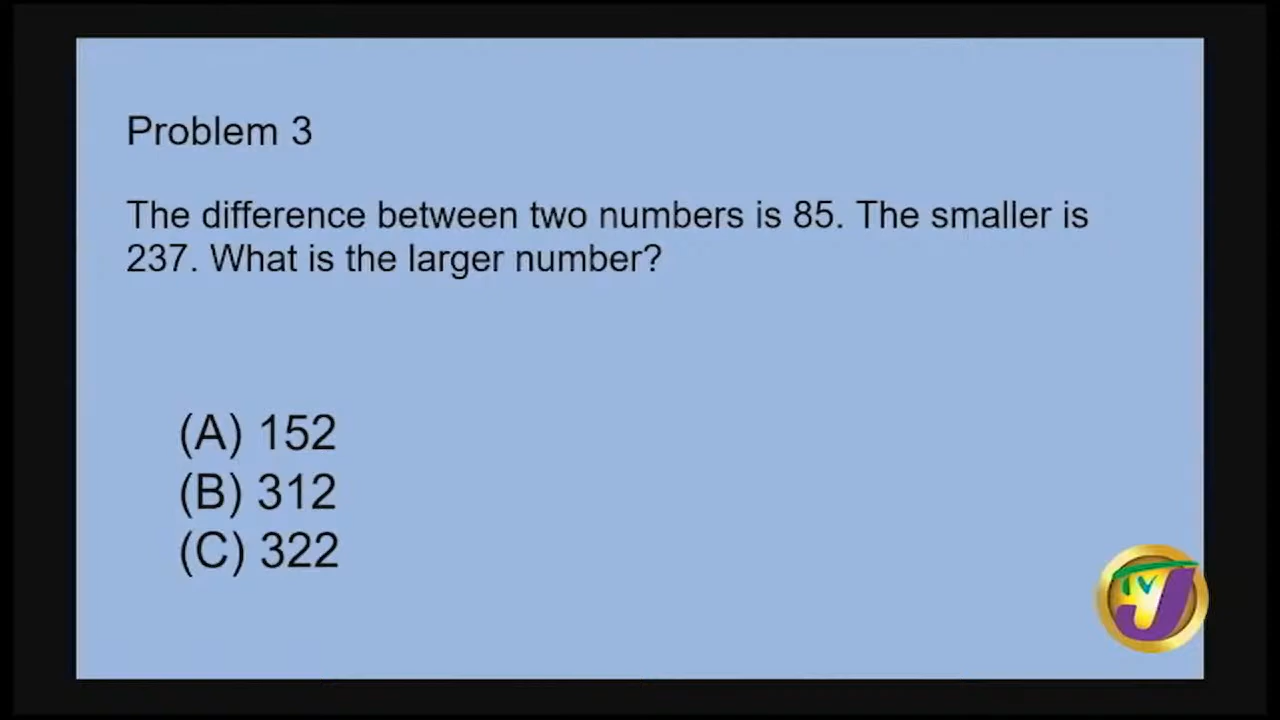 Problem 3
The difference between two numbers is 85. The smaller is
237. What is the larger number?
(A) 152
(B) 312
(C) 322
TVJ